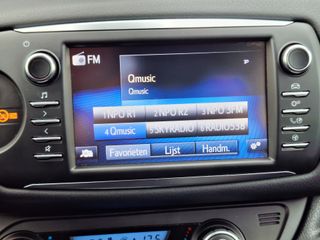 FM
Qmusic
Qmusic
1 NPO R1 2 NPO R2 3 NPO 3FM
4 Qmusic 5 SKYRADIO 6 RADIO538
Favorieten Lijst Handm.